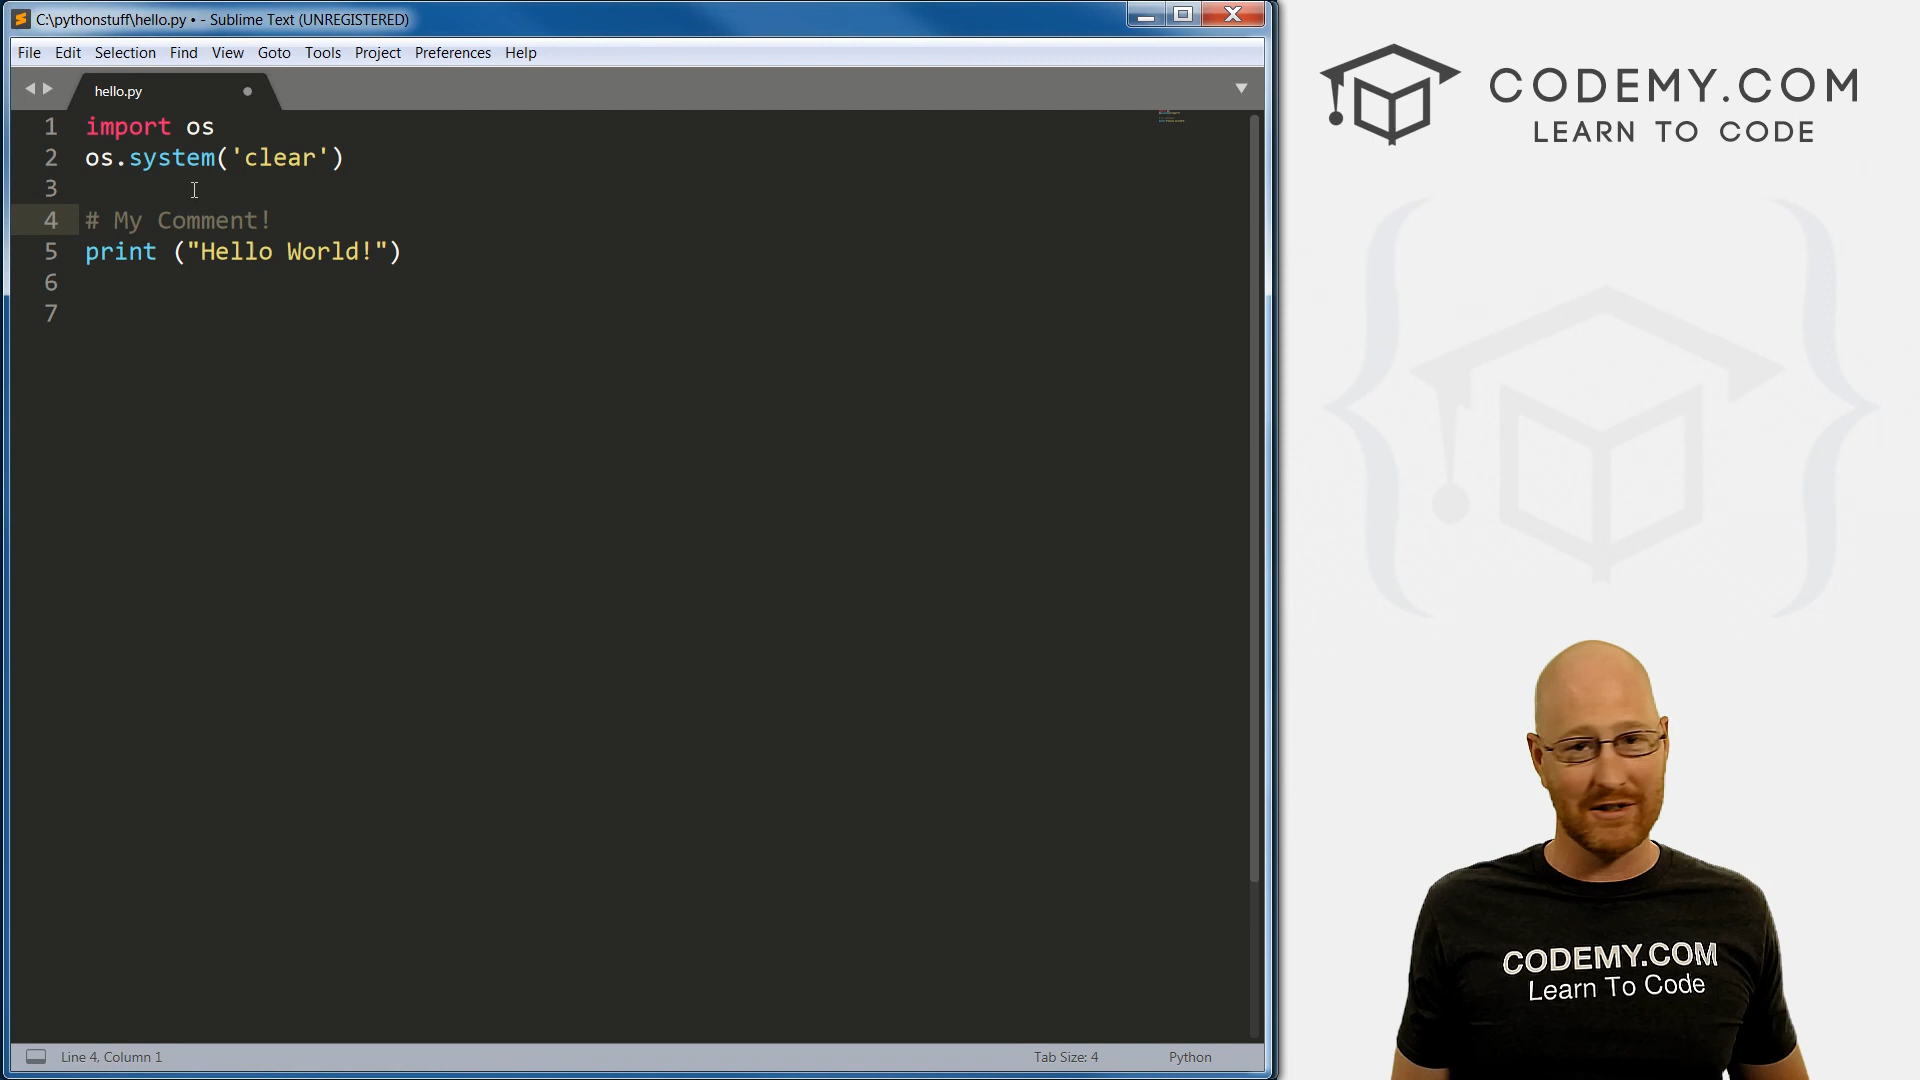 C:\pythonstuff\hello.py • - Sublime Text (UNREGISTERED)
File Edit Selection Find View Goto Tools Project Preferences Help
hello.py
1 import os
2 os.system('clear')
3
4 # My Comment!
5 print ("Hello World!")
6
7
Line 4, Column 1
Tab Size: 4
Python
CODEMY.COM
LEARN TO CODE
CODEMY.COM
Learn To Code